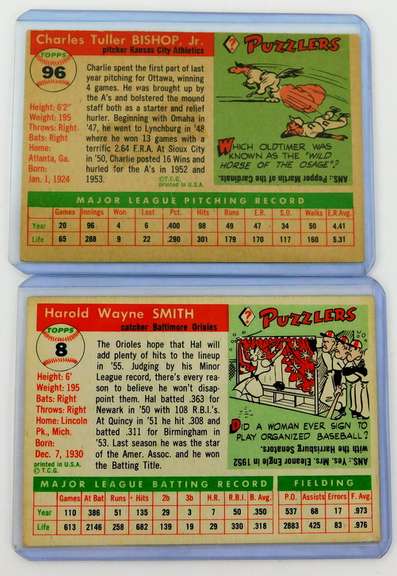 Charles Tuller BISHOP, Jr.
pitcher Kansas City Athletics
TOPPS
96
Height: 6'2"
Weight: 195
Throws: Right
Bats: Right
Home:
Atlanta, Ga.
Born:
Jan. 1, 1924
Charlie spent the first part of last
year pitching for Ottawa, winning
4 games. He was brought up by
the A's and bolstered the mound
staff both as a starter and relief
hurler. Beginning with Omaha in
'47, he went to Lynchburg in '48
where he won 13 games with a
terrific 2.64 E.R.A. At Sioux City
in '50, Charlie posted 16 Wins and
hurled for the A's in 1952 and
1953.
© T.C.G.
printed in U.S.A.
? PUZZLERS
WHICH OLDTIMER WAS
KNOWN AS THE "WILD
HORSE OF THE OSAGE"?
ANS.: Pepper Martin
of the Cardinals.
MAJOR LEAGUE PITCHING RECORD
Games Innings Won Lost Pct. Hits Runs E.R. S.O. Walks E.R.Avg.
Year 20 96 4 6 .400 98 49 47 34 50 4.41
Life 65 288 9 22 .290 301 179 170 117 160 5.31
Harold Wayne SMITH
catcher Baltimore Orioles
TOPPS
8
Height: 6'
Weight: 195
Bats: Right
Throws: Right
Home: Lincoln
Pk., Mich.
Born:
Dec. 7, 1930
printed in U.S.A.
© T.C.G.
The Orioles hope that Hal will
add plenty of hits to the lineup
in '55. Judging by his Minor
League record, there's every rea-
son to believe he won't disap-
point them. Hal batted .363 for
Newark in '50 with 108 R.B.I.'s.
At Quincy in '51 he hit .308 and
batted .311 for Birmingham in
'53. Last season he was the star
of the Amer. Assoc. and he won
the Batting Title.
? PUZZLERS
DID A WOMAN EVER SIGN TO
PLAY ORGANIZED BASEBALL?
ANS.: Yes. Mrs. Eleanor Engle 1952
with the Harrisburg Senators.
MAJOR LEAGUE BATTING RECORD FIELDING
Games At Bat Runs Hits 2b 3b H.R. R.B.I. B. Avg. P.O. Assists Errors F. Avg.
Year 110 386 51 135 29 3 7 50 .350 537 68 17 .973
Life 613 2146 258 682 139 19 29 330 .318 2883 425 83 .976